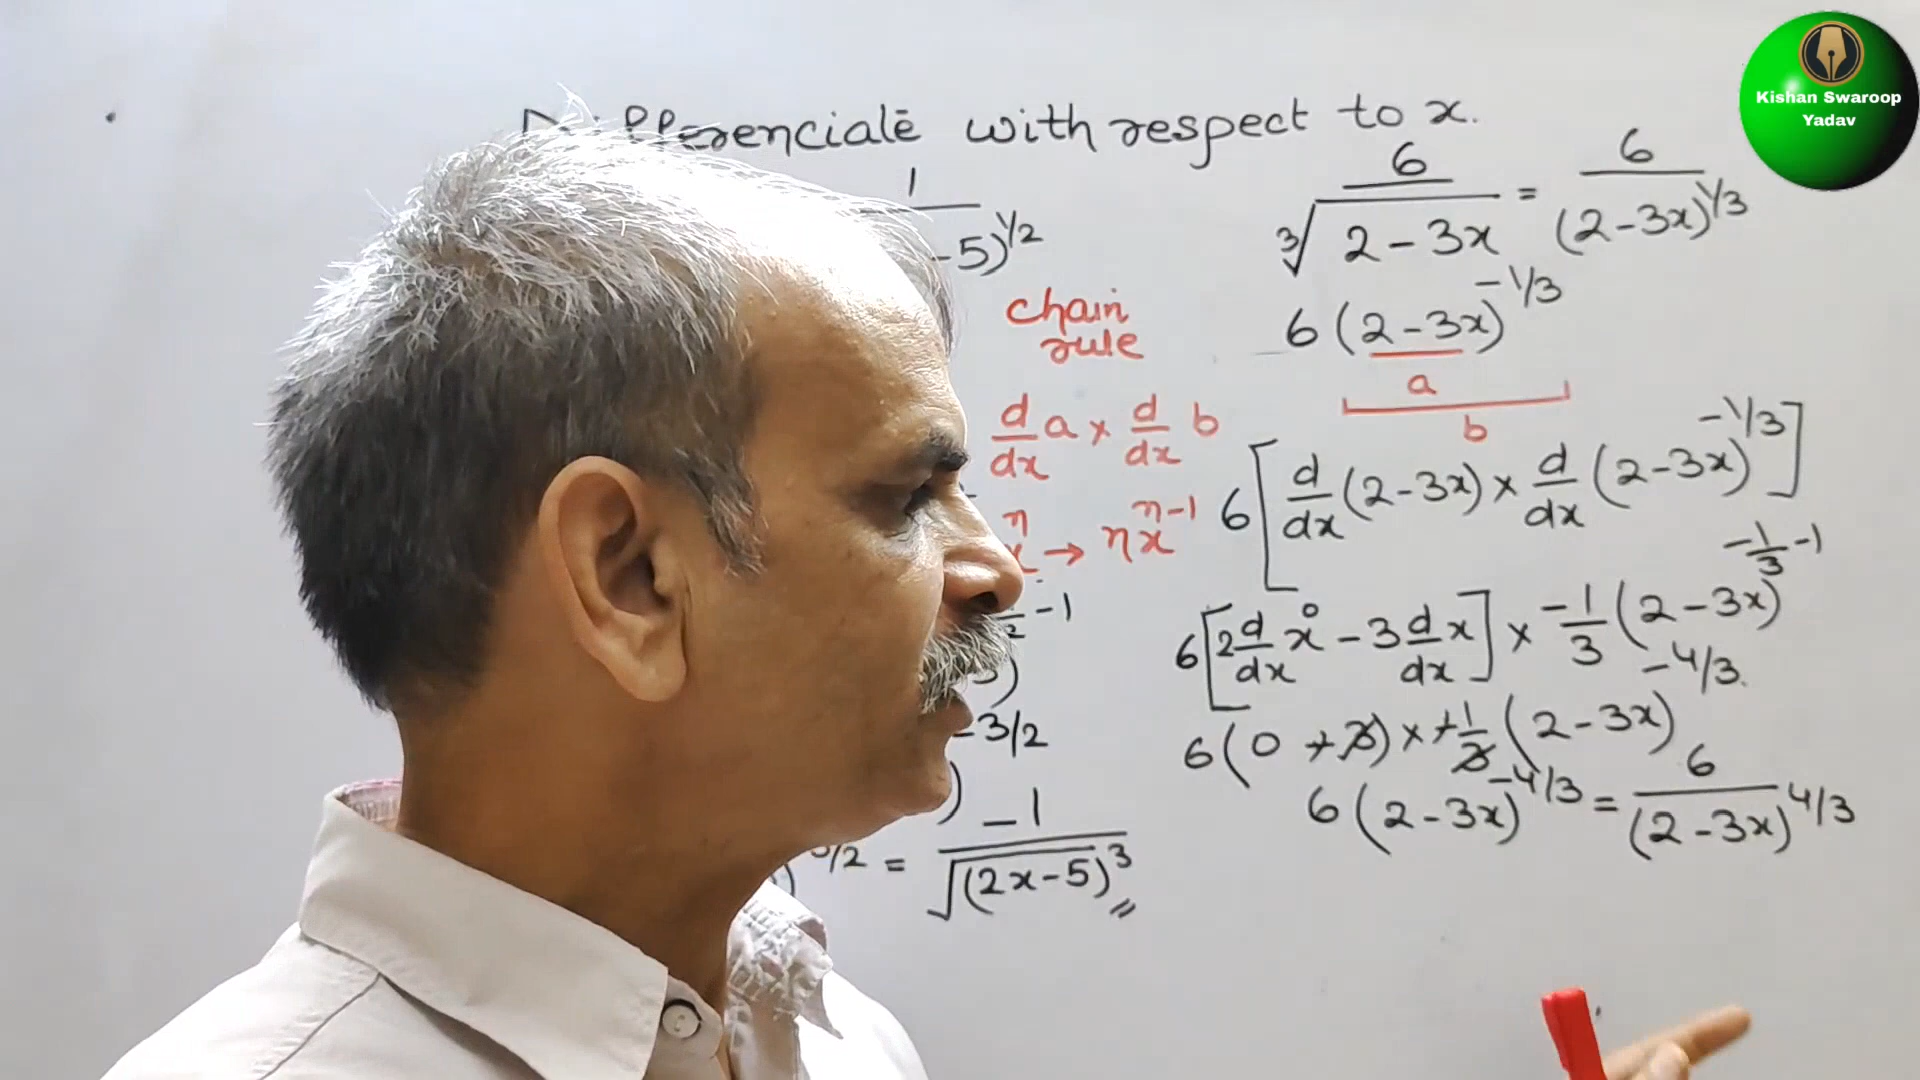 Differenciate with respect to x.
1
-5)^1/2
chain
rule
d/dx a × d/dx b
x^n → nx^n-1
-1
-3/2
)
3/2 = -1/√(2x-5)^3
6/∛2-3x = 6/(2-3x)^1/3
6(2-3x)^-1/3
a
b
6[d/dx(2-3x) × d/dx(2-3x)^-1/3]
6[2 d/dx x^0 - 3 d/dx x] × -1/3 (2-3x)^-1/3-1
6(0+3) × +1/3 (2-3x)^-4/3.
6(2-3x)^-4/3 = 6/(2-3x)^4/3
Kishan Swaroop
Yadav